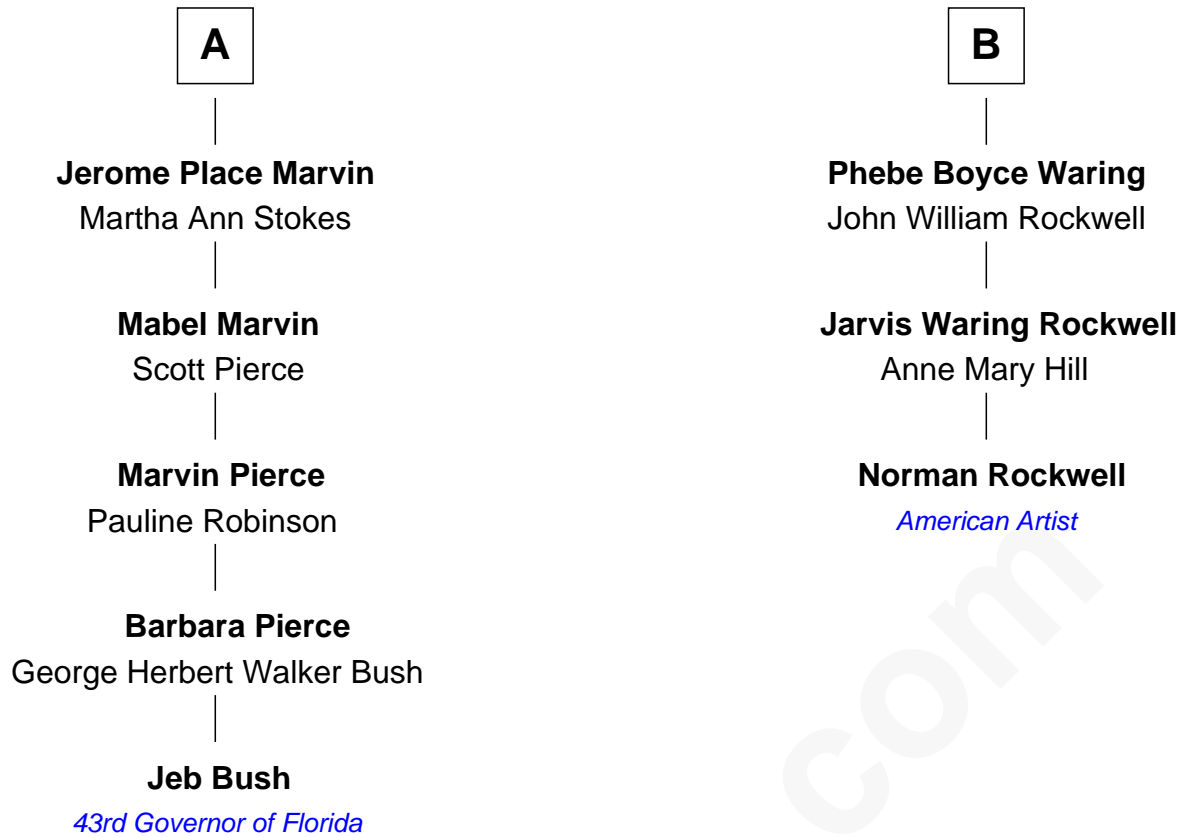 A
Jerome Place Marvin
Martha Ann Stokes
Mabel Marvin
Scott Pierce
Marvin Pierce
Pauline Robinson
Barbara Pierce
George Herbert Walker Bush
Jeb Bush
43rd Governor of Florida
B
Phebe Boyce Waring
John William Rockwell
Jarvis Waring Rockwell
Anne Mary Hill
Norman Rockwell
American Artist
com